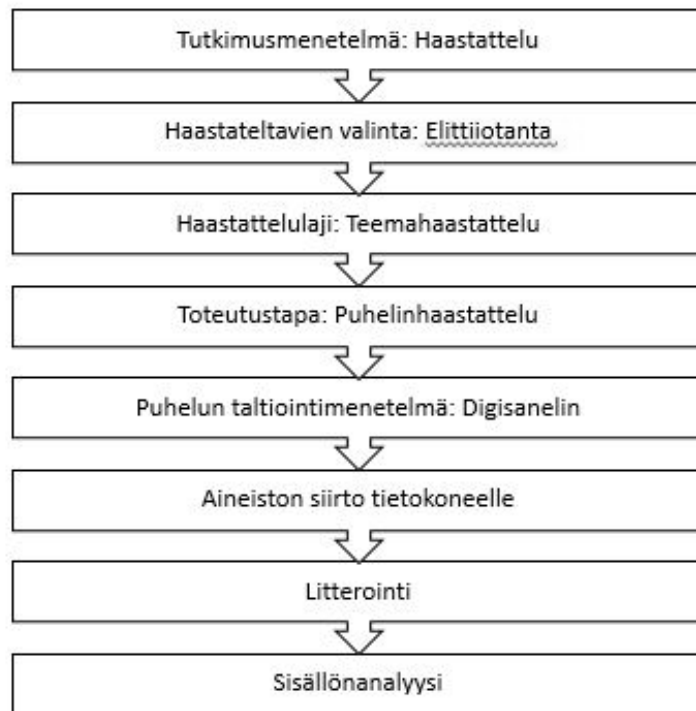 Tutkimusmenetelmä: Haastattelu
Haastateltavien valinta: Elittiiotanta
Haastattelulaji: Teemahaastattelu
Toteutustapa: Puhelinhaastattelu
Puhelun taltiointimenetelmä: Digisanelin
Aineiston siirto tietokoneelle
Litterointi
Sisällönanalyysi